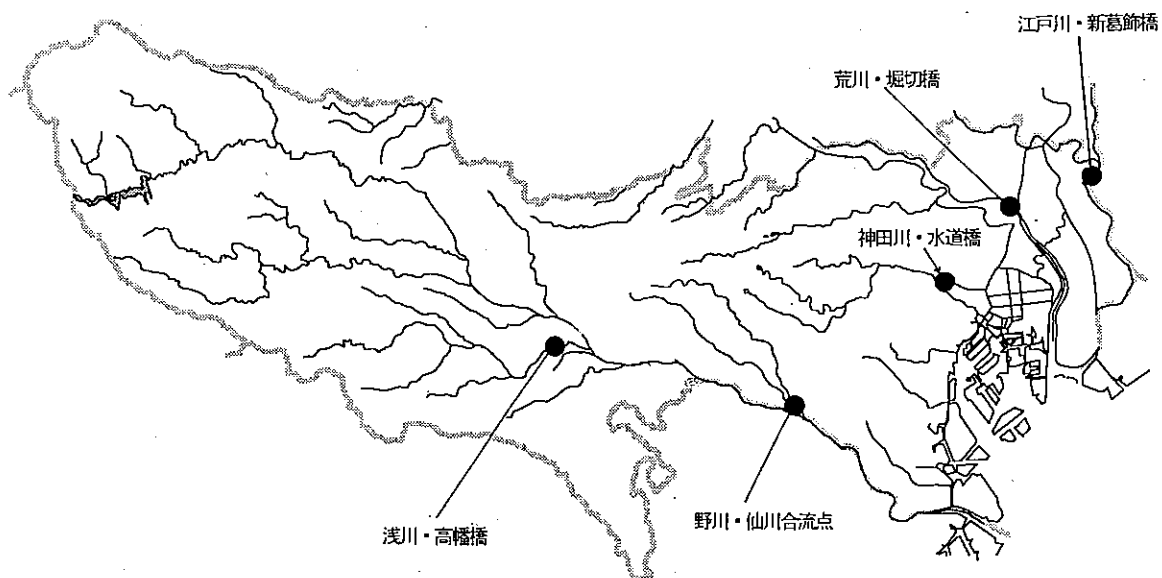 江戸川・新葛飾橋
荒川・堀切橋
神田川・水道橋
浅川・高幡橋
野川・仙川合流点